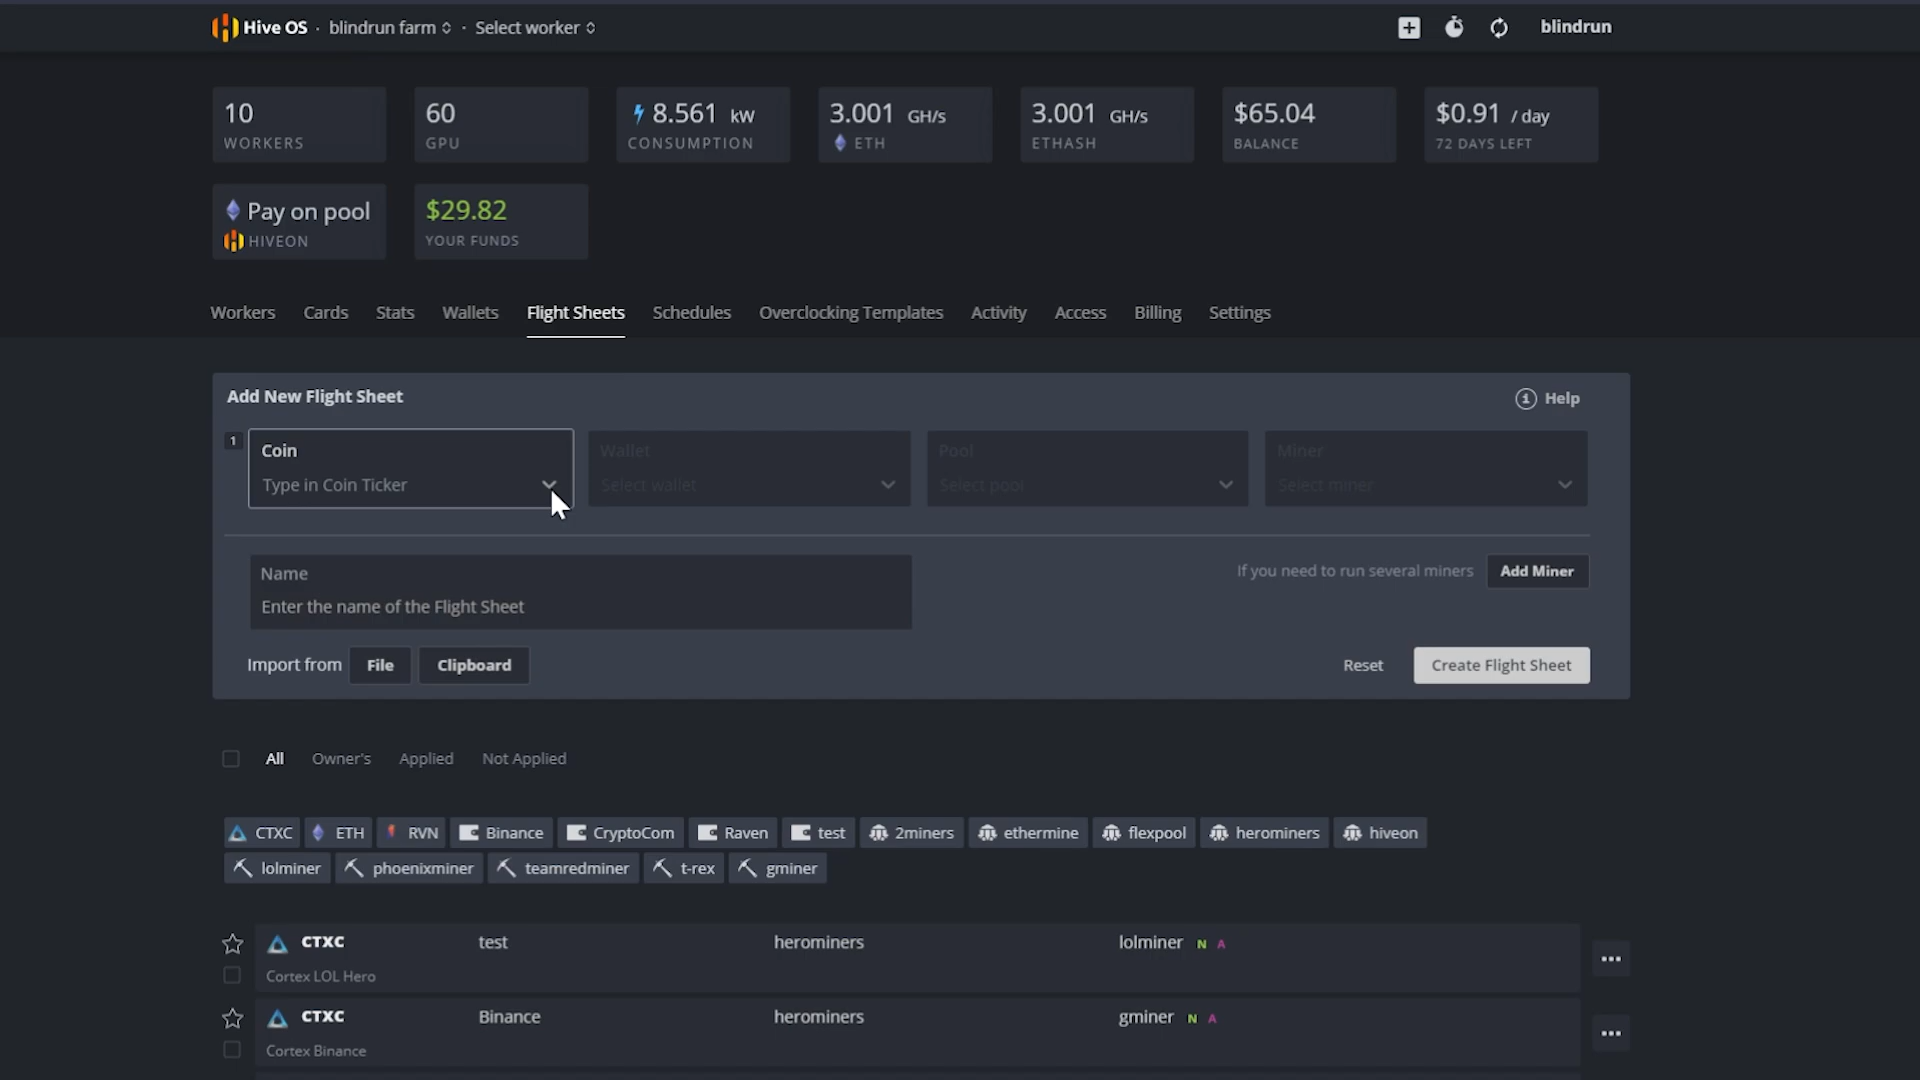 Hive OS · blindrun farm · Select worker blindrun
10 60 8.561 kW 3.001 GH/s 3.001 GH/s $65.04 $0.91 / day
WORKERS GPU CONSUMPTION ETH ETHASH BALANCE 72 DAYS LEFT
Pay on pool $29.82
HIVEON YOUR FUNDS
Workers Cards Stats Wallets Flight Sheets Schedules Overclocking Templates Activity Access Billing Settings
Add New Flight Sheet Help
1 Coin Wallet Pool Miner
Type in Coin Ticker Select wallet Select pool Select miner
Name
If you need to run several miners Add Miner
Enter the name of the Flight Sheet
Import from File Clipboard Reset Create Flight Sheet
All Owner's Applied Not Applied
CTXC ETH RVN Binance CryptoCom Raven test 2miners ethermine flexpool herominers hiveon
lolminer phoenixminer teamredminer t-rex gminer
CTXC test herominers lolminer N A
Cortex LOL Hero
CTXC Binance herominers gminer N A
Cortex Binance